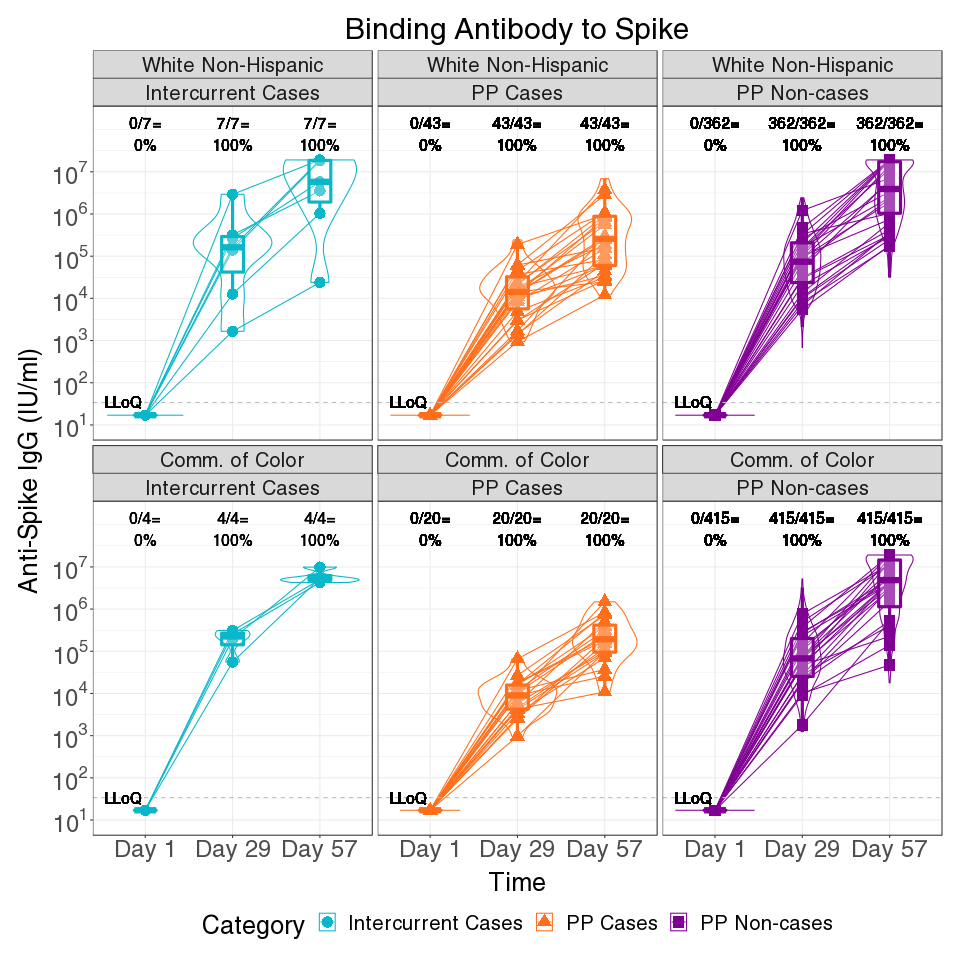 Binding Antibody to Spike
White Non-Hispanic White Non-Hispanic White Non-Hispanic
Intercurrent Cases PP Cases PP Non-cases
0/7= 7/7= 7/7= 0/43= 43/43= 43/43= 0/362= 362/362= 362/362=
0% 100% 100% 0% 100% 100% 0% 100% 100%
10⁷
10⁶
10⁵
10⁴
10³
10²
LLoQ LLoQ LLoQ
10¹
Comm. of Color Comm. of Color Comm. of Color
Intercurrent Cases PP Cases PP Non-cases
0/4= 4/4= 4/4= 0/20= 20/20= 20/20= 0/415= 415/415= 415/415=
0% 100% 100% 0% 100% 100% 0% 100% 100%
10⁷
10⁶
10⁵
10⁴
10³
10²
LLoQ LLoQ LLoQ
10¹
Anti-Spike IgG (IU/ml)
Day 1 Day 29 Day 57 Day 1 Day 29 Day 57 Day 1 Day 29 Day 57
Time
Category Intercurrent Cases PP Cases PP Non-cases